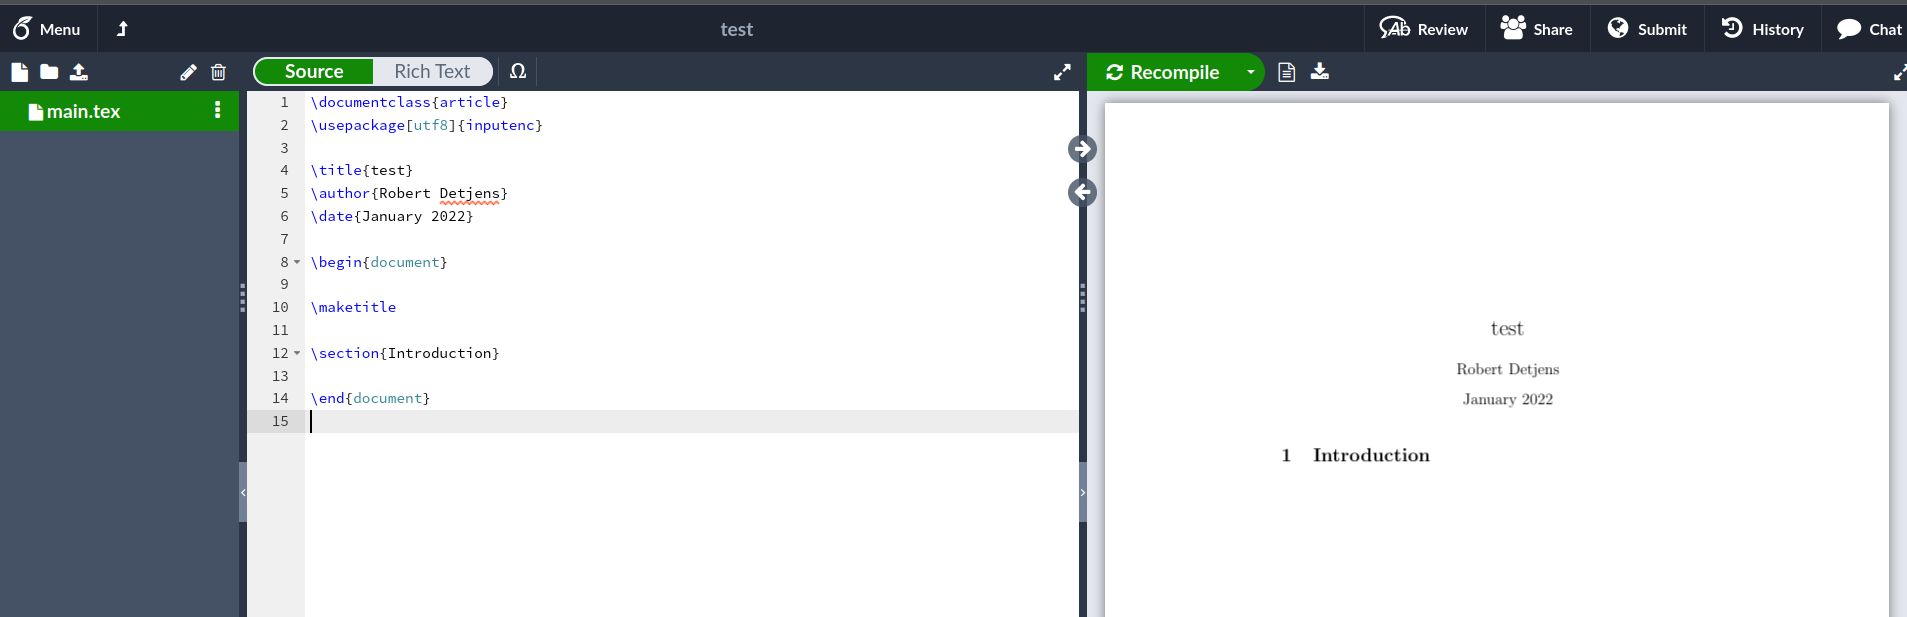 Menu
test
Review
Share
Submit
History
Chat
Source
Rich Text
Ω
Recompile
main.tex
1 \documentclass{article}
2 \usepackage[utf8]{inputenc}
3
4 \title{test}
5 \author{Robert Detjens}
6 \date{January 2022}
7
8 \begin{document}
9
10 \maketitle
11
12 \section{Introduction}
13
14 \end{document}
15
test
Robert Detjens
January 2022
1 Introduction